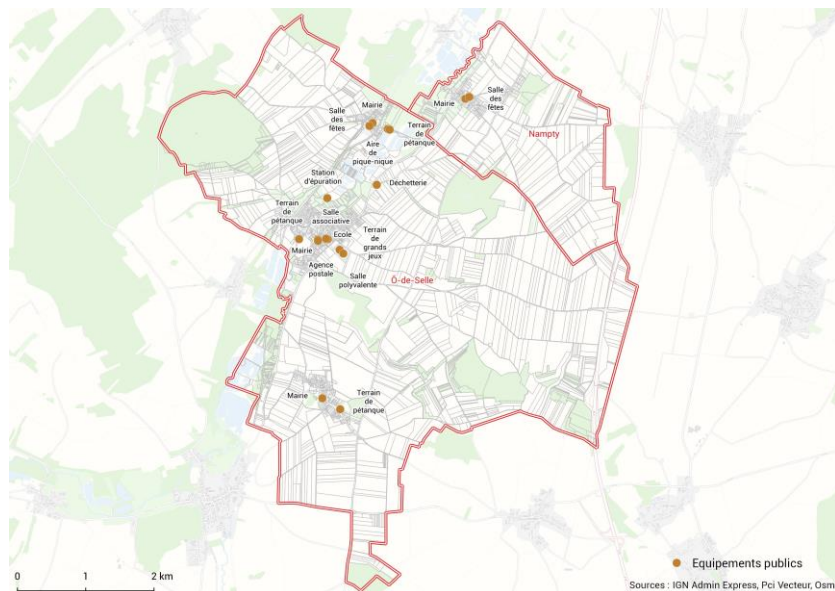 Mairie
Salle
des
fêtes
Terrain
de
pétanque
Aire
de
pique-nique
Mairie
Salle
des
fêtes
Nampty
Station
d'épuration
Dechetterie
Terrain
de
pétanque
Salle
associative
Ecole
Terrain
de
grands
jeux
Mairie
Agence
postale
Salle
polyvalente
Ô-de-Selle
Mairie
Terrain
de
pétanque
0 1 2 km
Equipements publics
Sources : IGN Admin Express, Pci Vecteur, Osm